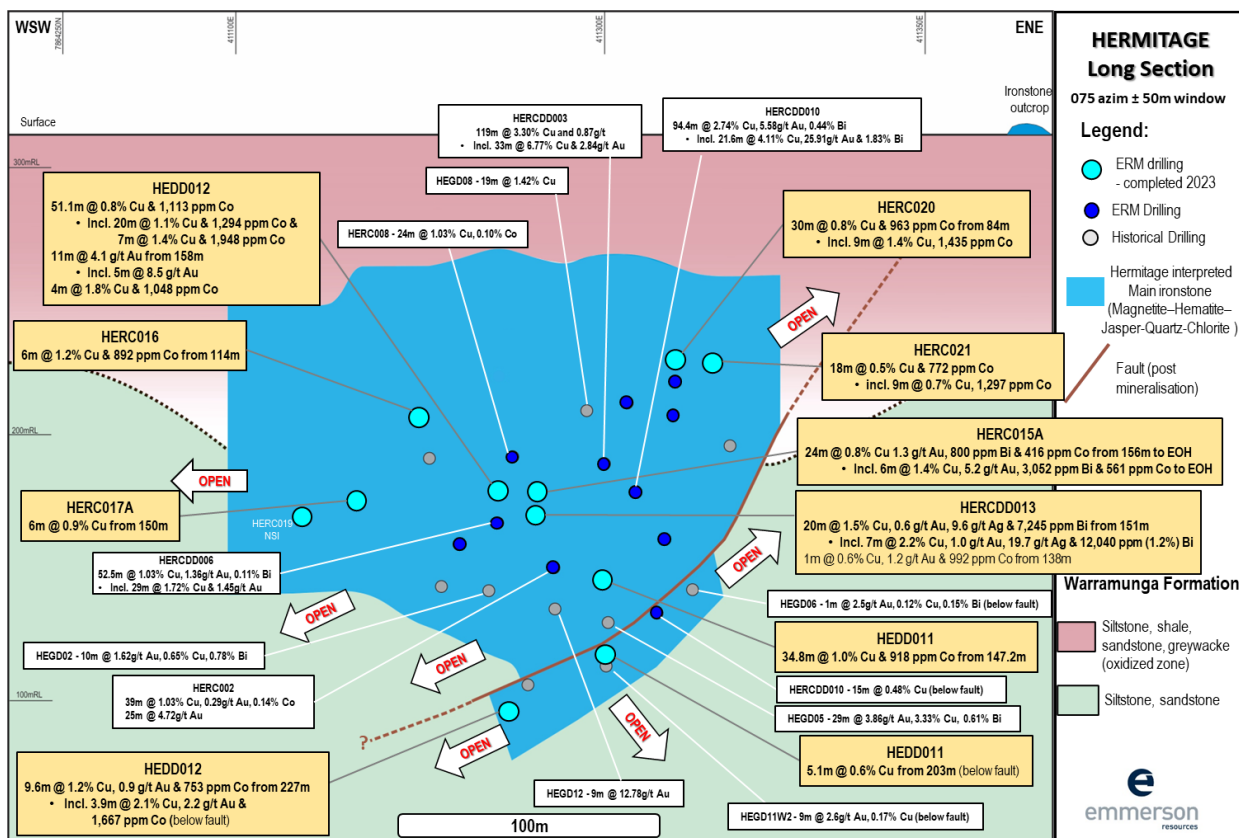 WSW
7864250N
411100E
411300E
411350E
ENE
Surface
Ironstone
outcrop
300mRL
200mRL
100mRL
HERCDD003
119m @ 3.30% Cu and 0.87g/t
• Incl. 33m @ 6.77% Cu & 2.84g/t Au
HERCDD010
94.4m @ 2.74% Cu, 5.58g/t Au, 0.44% Bi
• Incl. 21.6m @ 4.11% Cu, 25.91g/t Au & 1.83% Bi
HEGD08 - 19m @ 1.42% Cu
HEDD012
51.1m @ 0.8% Cu & 1,113 ppm Co
• Incl. 20m @ 1.1% Cu & 1,294 ppm Co &
7m @ 1.4% Cu & 1,948 ppm Co
11m @ 4.1 g/t Au from 158m
• Incl. 5m @ 8.5 g/t Au
4m @ 1.8% Cu & 1,048 ppm Co
HERC008 - 24m @ 1.03% Cu, 0.10% Co
HERC020
30m @ 0.8% Cu & 963 ppm Co from 84m
• Incl. 9m @ 1.4% Cu, 1,435 ppm Co
HERC016
6m @ 1.2% Cu & 892 ppm Co from 114m
OPEN
HERC021
18m @ 0.5% Cu & 772 ppm Co
• incl. 9m @ 0.7% Cu, 1,297 ppm Co
HERC015A
24m @ 0.8% Cu 1.3 g/t Au, 800 ppm Bi & 416 ppm Co from 156m to EOH
• Incl. 6m @ 1.4% Cu, 5.2 g/t Au, 3,052 ppm Bi & 561 ppm Co to EOH
OPEN
HERC017A
6m @ 0.9% Cu from 150m
HERC019
NSI
HERCDD013
20m @ 1.5% Cu, 0.6 g/t Au, 9.6 g/t Ag & 7,245 ppm Bi from 151m
• Incl. 7m @ 2.2% Cu, 1.0 g/t Au, 19.7 g/t Ag & 12,040 ppm (1.2%) Bi
1m @ 0.6% Cu, 1.2 g/t Au & 992 ppm Co from 138m
HERCDD006
52.5m @ 1.03% Cu, 1.36g/t Au, 0.11% Bi
• Incl. 29m @ 1.72% Cu & 1.45g/t Au
OPEN
OPEN
HEGD06 - 1m @ 2.5g/t Au, 0.12% Cu, 0.15% Bi (below fault)
HEGD02 - 10m @ 1.62g/t Au, 0.65% Cu, 0.78% Bi
OPEN
HEDD011
34.8m @ 1.0% Cu & 918 ppm Co from 147.2m
HERC002
39m @ 1.03% Cu, 0.29g/t Au, 0.14% Co
25m @ 4.72g/t Au
HERCDD010 - 15m @ 0.48% Cu (below fault)
HEGD05 - 29m @ 3.86g/t Au, 3.33% Cu, 0.61% Bi
?
OPEN
OPEN
HEDD012
9.6m @ 1.2% Cu, 0.9 g/t Au & 753 ppm Co from 227m
• Incl. 3.9m @ 2.1% Cu, 2.2 g/t Au &
1,667 ppm Co (below fault)
HEDD011
5.1m @ 0.6% Cu from 203m (below fault)
HEGD12 - 9m @ 12.78g/t Au
HEGD11W2 - 9m @ 2.6g/t Au, 0.17% Cu (below fault)
100m
HERMITAGE
Long Section
075 azim ± 50m window
Legend:
ERM drilling
- completed 2023
ERM Drilling
Historical Drilling
Hermitage interpreted
Main ironstone
(Magnetite–Hematite–
Jasper-Quartz-Chlorite )
Fault (post
mineralisation)
Warramunga Formation
Siltstone, shale,
sandstone, greywacke
(oxidized zone)
Siltstone, sandstone
emmerson
resources